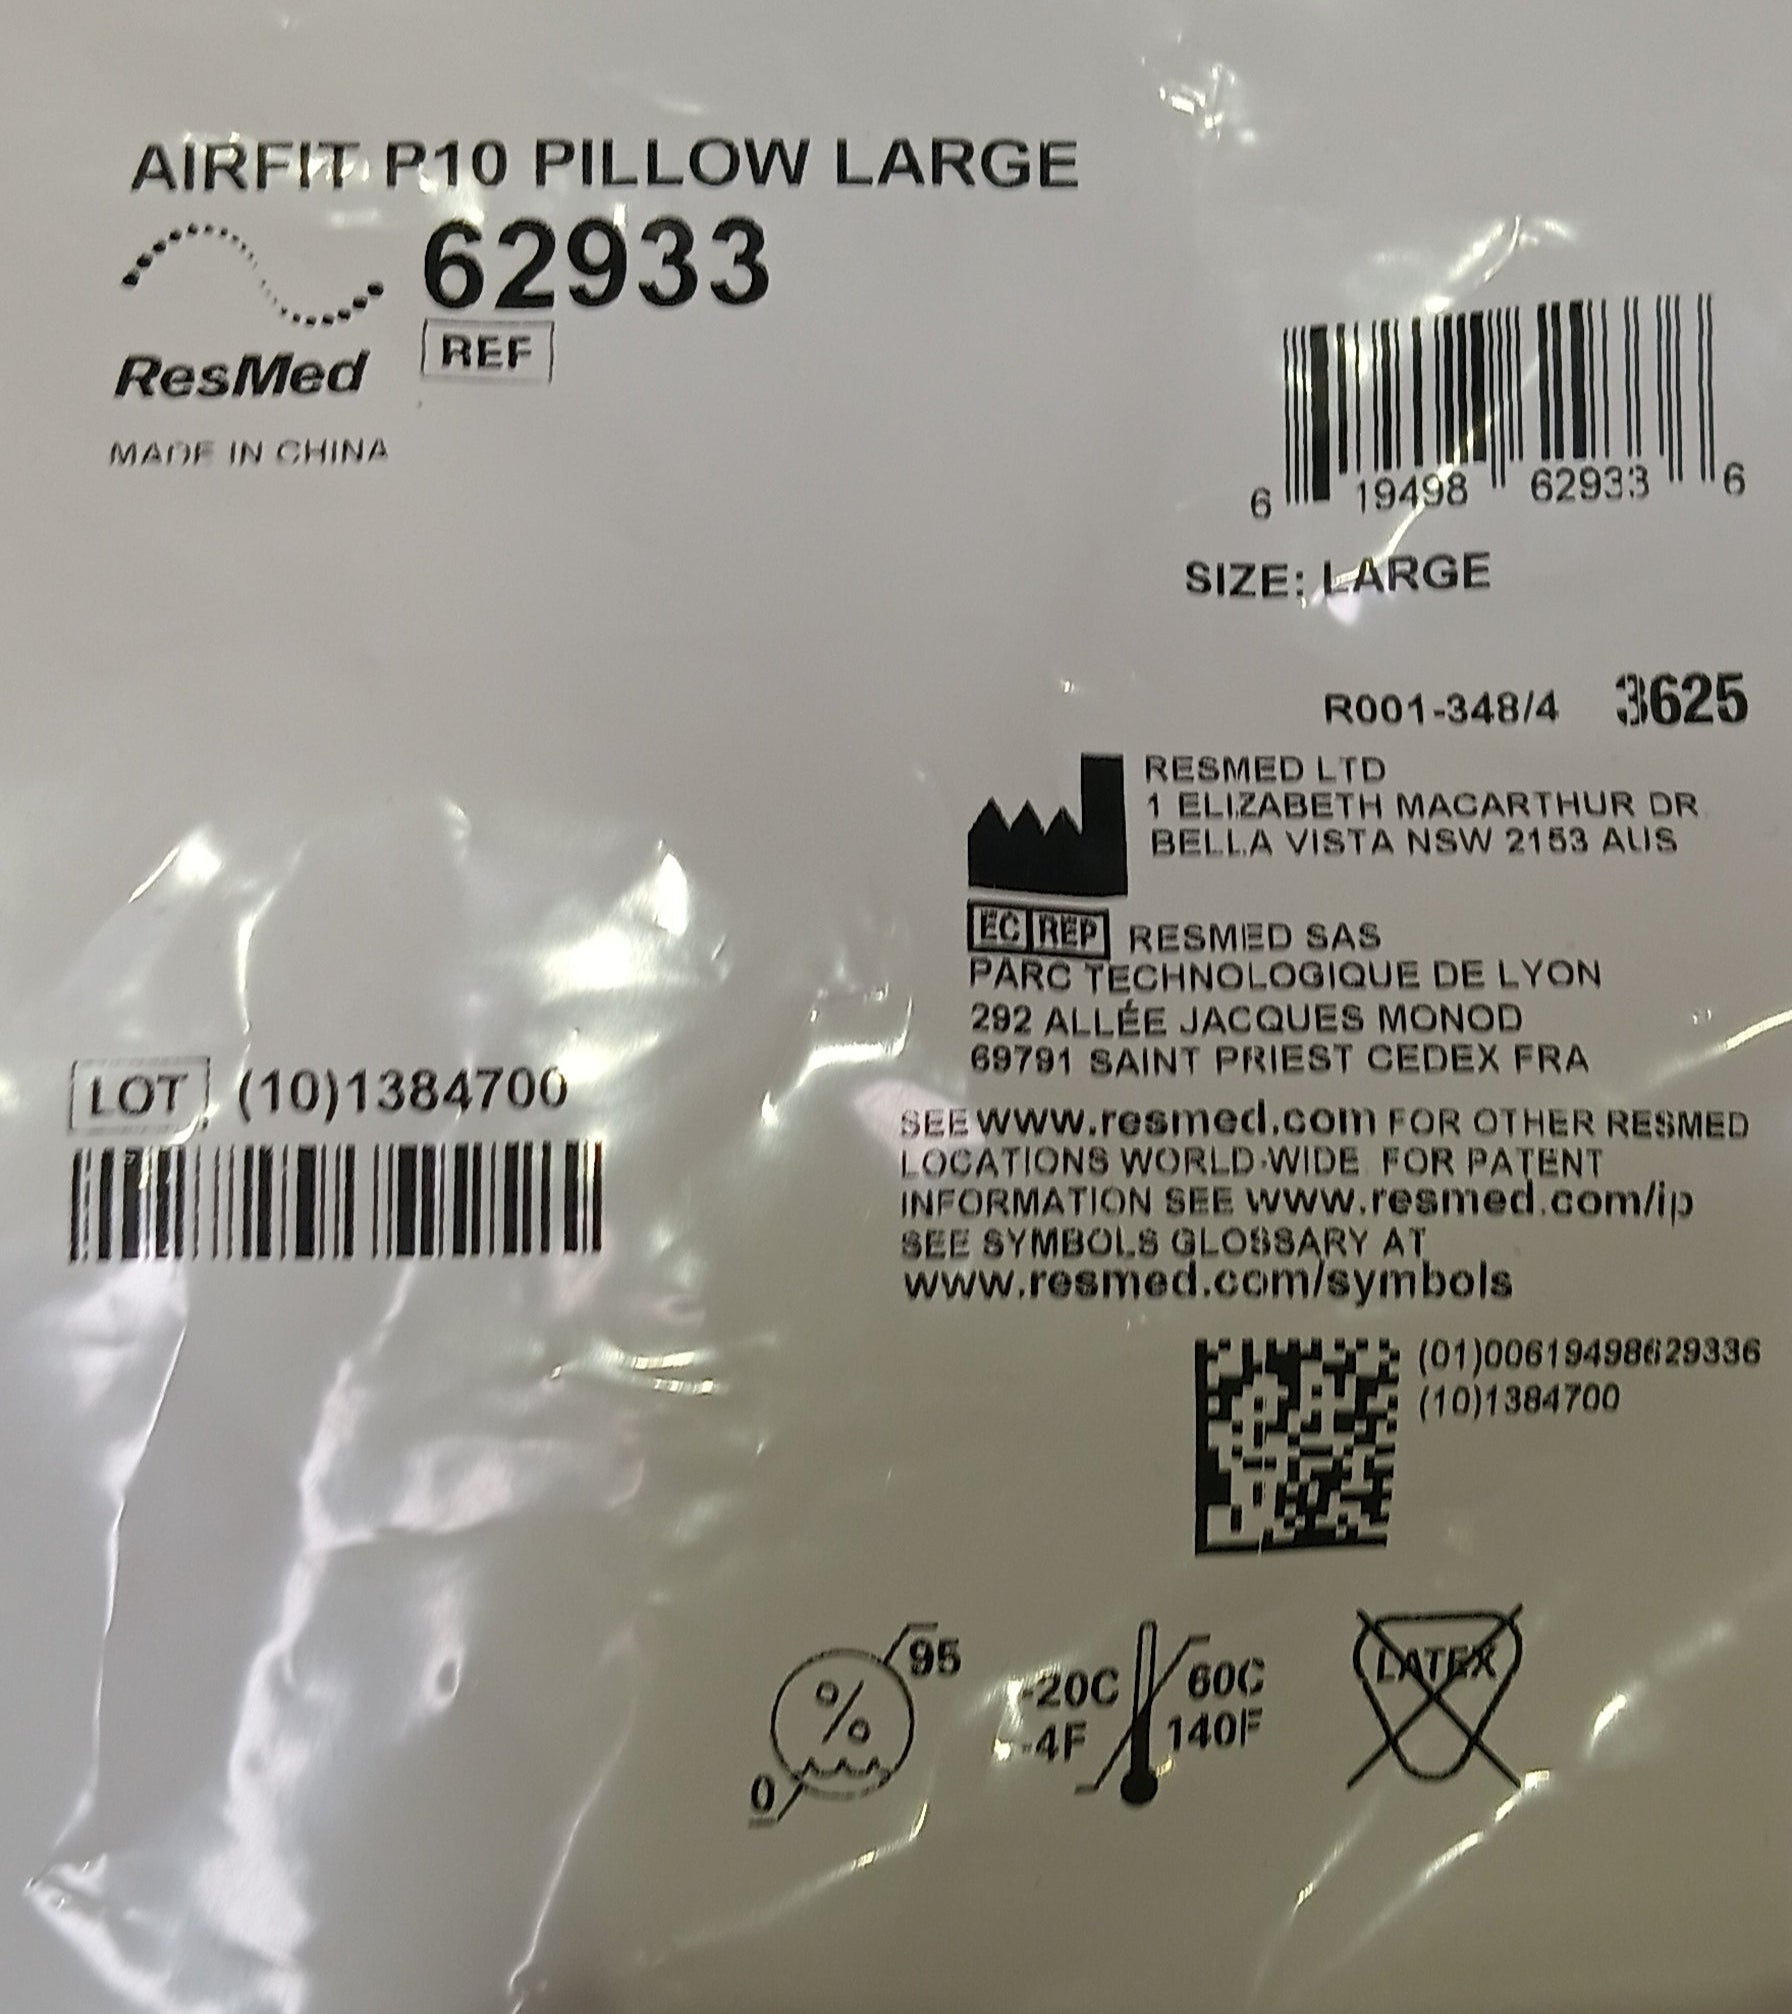 AIRFIT P10 PILLOW LARGE
62933
REF
ResMed
MADE IN CHINA
6 19498 62933 6
SIZE: LARGE
R001-348/4 3625
RESMED LTD
1 ELIZABETH MACARTHUR DR
BELLA VISTA NSW 2153 AUS
EC REP RESMED SAS
PARC TECHNOLOGIQUE DE LYON
292 ALLÉE JACQUES MONOD
69791 SAINT PRIEST CEDEX FRA
LOT (10)1384700
SEE www.resmed.com FOR OTHER RESMED
LOCATIONS WORLD-WIDE. FOR PATENT
INFORMATION SEE www.resmed.com/ip
SEE SYMBOLS GLOSSARY AT
www.resmed.com/symbols
(01)00619498629336
(10)1384700
95
%
0
-20C
-4F
60C
140F
LATEX